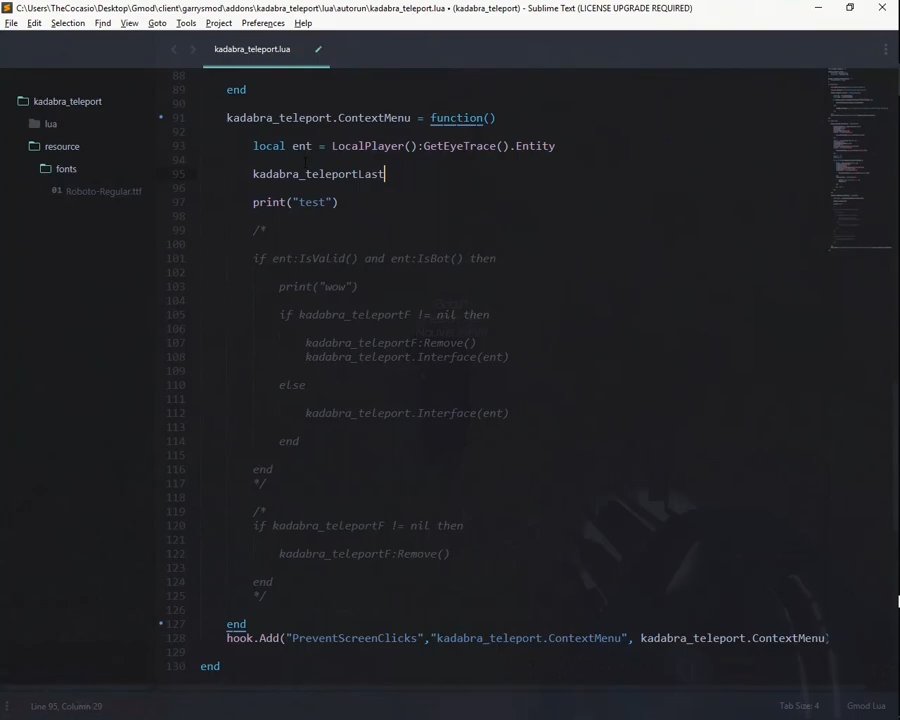 C:\Users\TheCocasio\Desktop\Gmod\client\garrysmod\addons\kadabra_teleport\lua\autorun\kadabra_teleport.lua • (kadabra_teleport) - Sublime Text (LICENSE UPGRADE REQUIRED)
File Edit Selection Find View Goto Tools Project Preferences Help
kadabra_teleport.lua
kadabra_teleport
lua
resource
fonts
Roboto-Regular.ttf
88
89 end
90
91 kadabra_teleport.ContextMenu = function()
92
93 local ent = LocalPlayer():GetEyeTrace().Entity
94
95 kadabra_teleportLast
96
97 print("test")
98
99 /*
100
101 if ent:IsValid() and ent:IsBot() then
102
103 print("wow")
104
105 if kadabra_teleportF != nil then
106
107 kadabra_teleportF:Remove()
108 kadabra_teleport.Interface(ent)
109
110 else
111
112 kadabra_teleport.Interface(ent)
113
114 end
115
116 end
117 */
118
119 /*
120 if kadabra_teleportF != nil then
121
122 kadabra_teleportF:Remove()
123
124 end
125 */
126
127 end
128 hook.Add("PreventScreenClicks","kadabra_teleport.ContextMenu", kadabra_teleport.ContextMenu)
129
130 end
Line 95, Column 29
Tab Size: 4
Gmod Lua